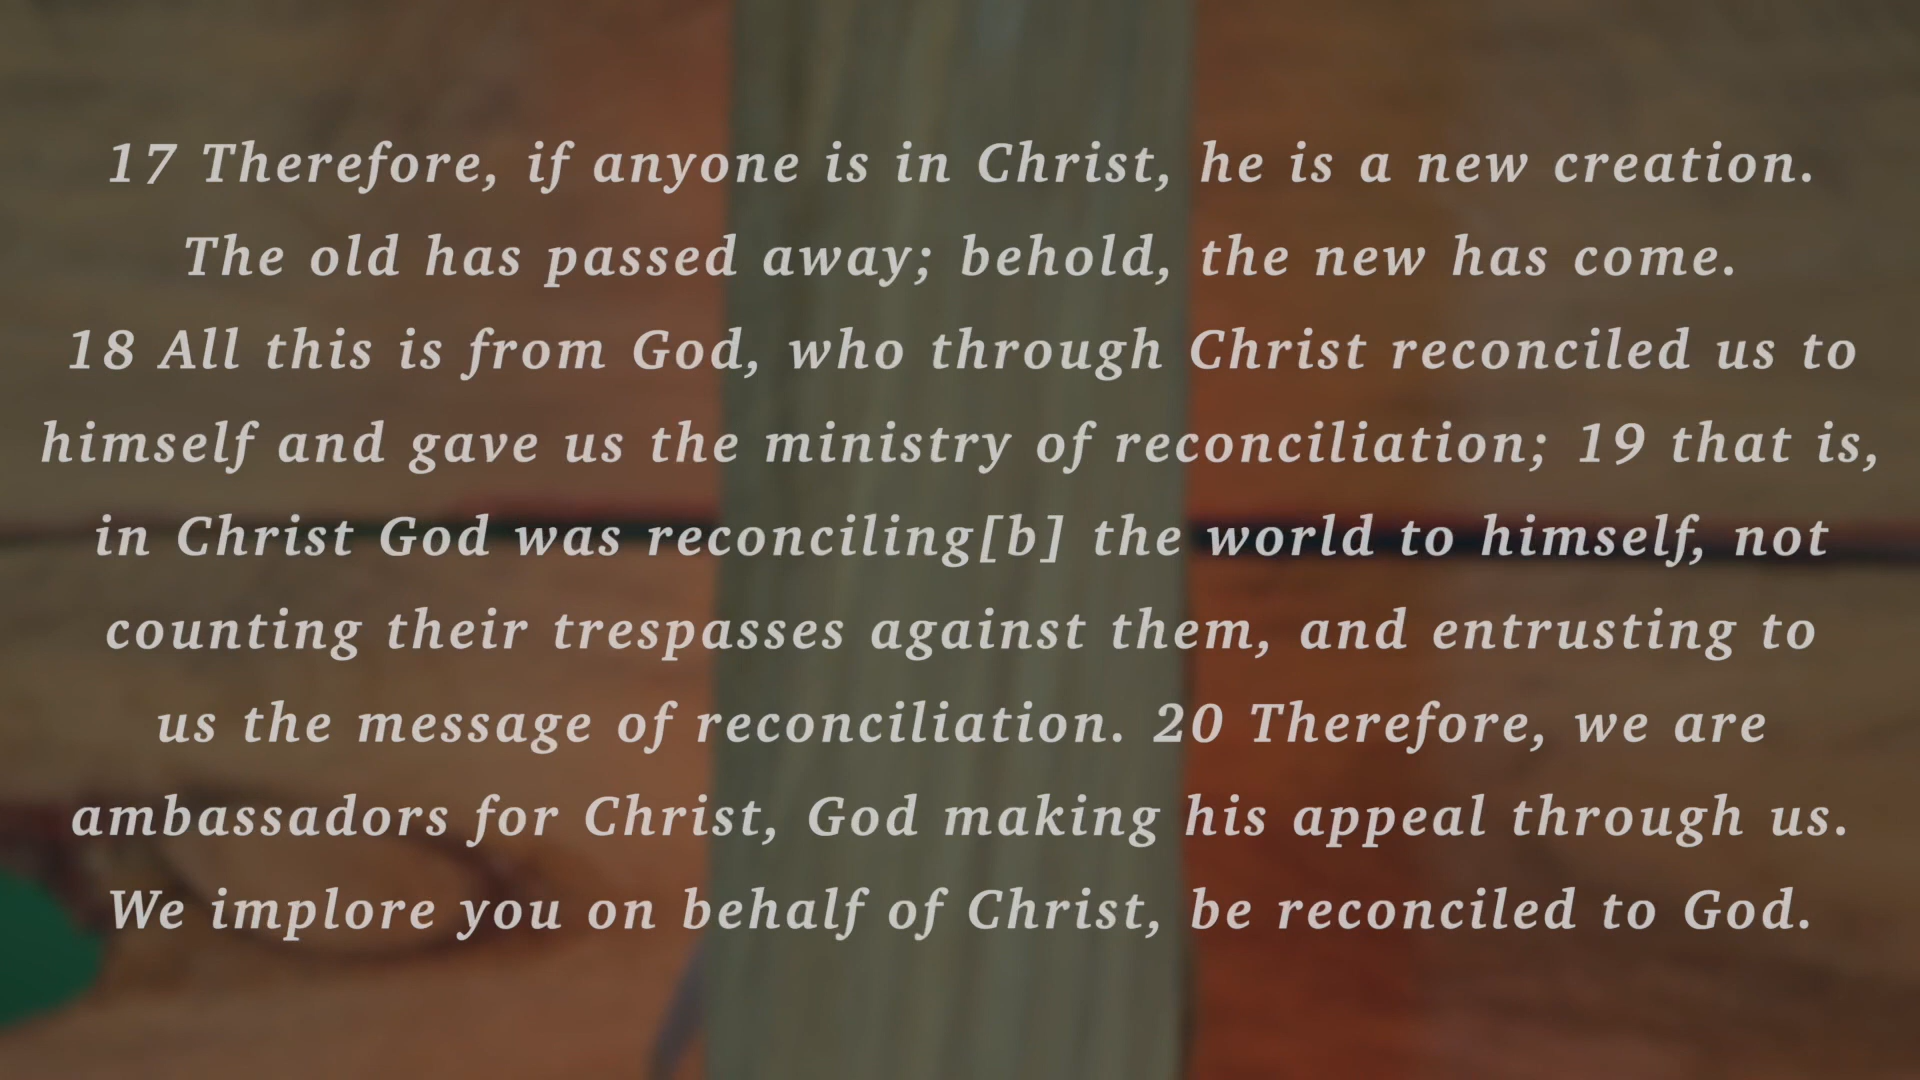 17 Therefore, if anyone is in Christ, he is a new creation.
The old has passed away; behold, the new has come.
18 All this is from God, who through Christ reconciled us to
himself and gave us the ministry of reconciliation; 19 that is,
in Christ God was reconciling[b] the world to himself, not
counting their trespasses against them, and entrusting to
us the message of reconciliation. 20 Therefore, we are
ambassadors for Christ, God making his appeal through us.
We implore you on behalf of Christ, be reconciled to God.